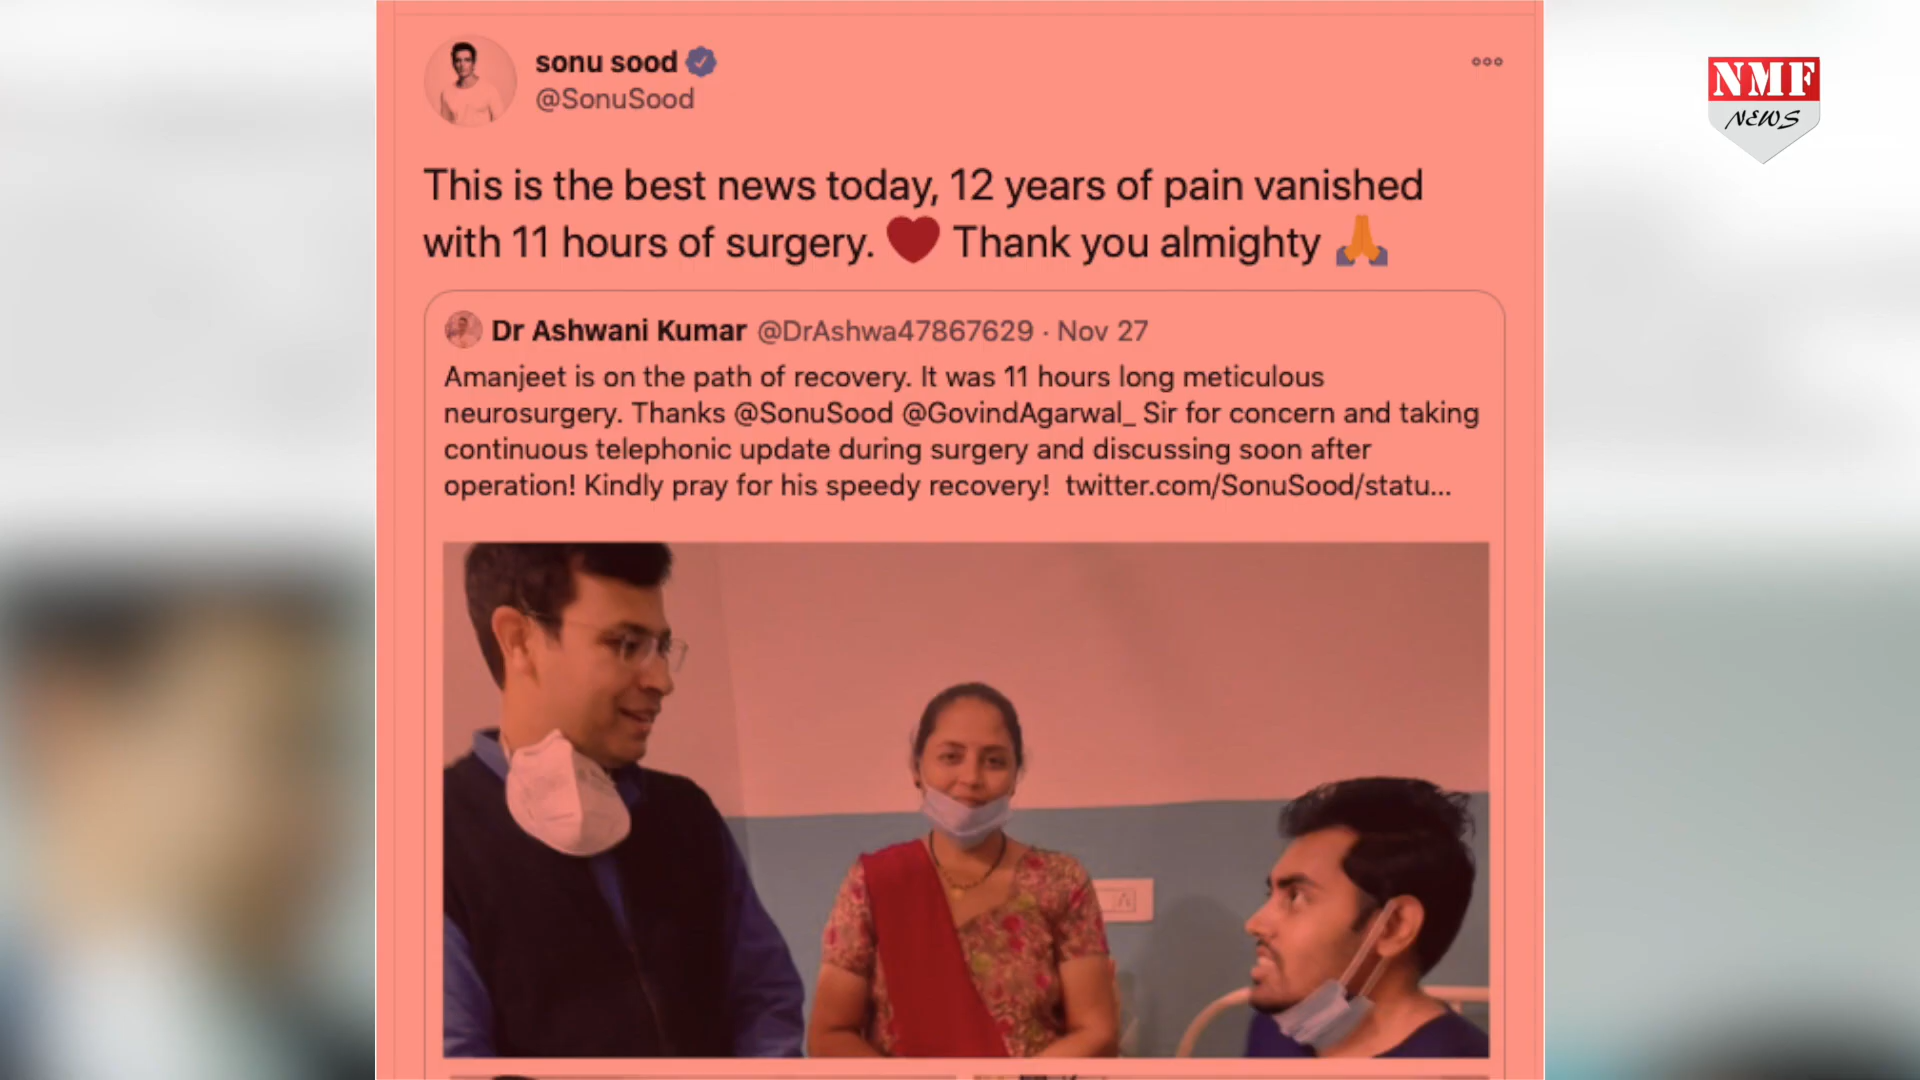 sonu sood
@SonuSood
NMF
NEWS
This is the best news today, 12 years of pain vanished
with 11 hours of surgery. ❤️ Thank you almighty 🙏
Dr Ashwani Kumar @DrAshwa47867629 · Nov 27
Amanjeet is on the path of recovery. It was 11 hours long meticulous
neurosurgery. Thanks @SonuSood @GovindAgarwal_ Sir for concern and taking
continuous telephonic update during surgery and discussing soon after
operation! Kindly pray for his speedy recovery! twitter.com/SonuSood/statu...